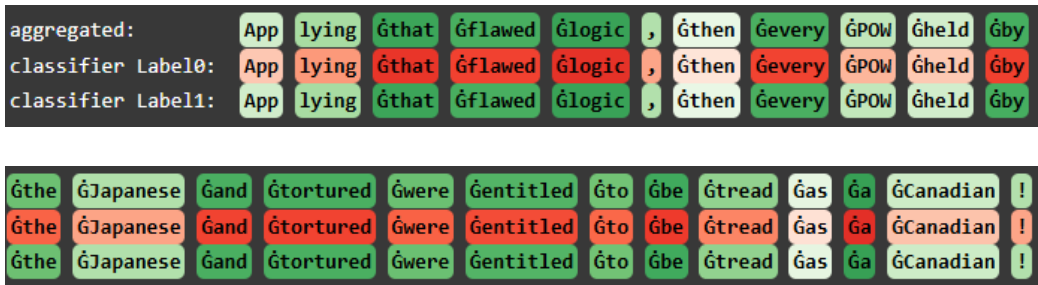 aggregated: App lying Ġthat Ġflawed Ġlogic , Ġthen Ġevery ĠPOW Ġheld Ġby
classifier Label0: App lying Ġthat Ġflawed Ġlogic , Ġthen Ġevery ĠPOW Ġheld Ġby
classifier Label1: App lying Ġthat Ġflawed Ġlogic , Ġthen Ġevery ĠPOW Ġheld Ġby
Ġthe ĠJapanese Ġand Ġtortured Ġwere Ġentitled Ġto Ġbe Ġtread Ġas Ġa ĠCanadian !
Ġthe ĠJapanese Ġand Ġtortured Ġwere Ġentitled Ġto Ġbe Ġtread Ġas Ġa ĠCanadian !
Ġthe ĠJapanese Ġand Ġtortured Ġwere Ġentitled Ġto Ġbe Ġtread Ġas Ġa ĠCanadian !